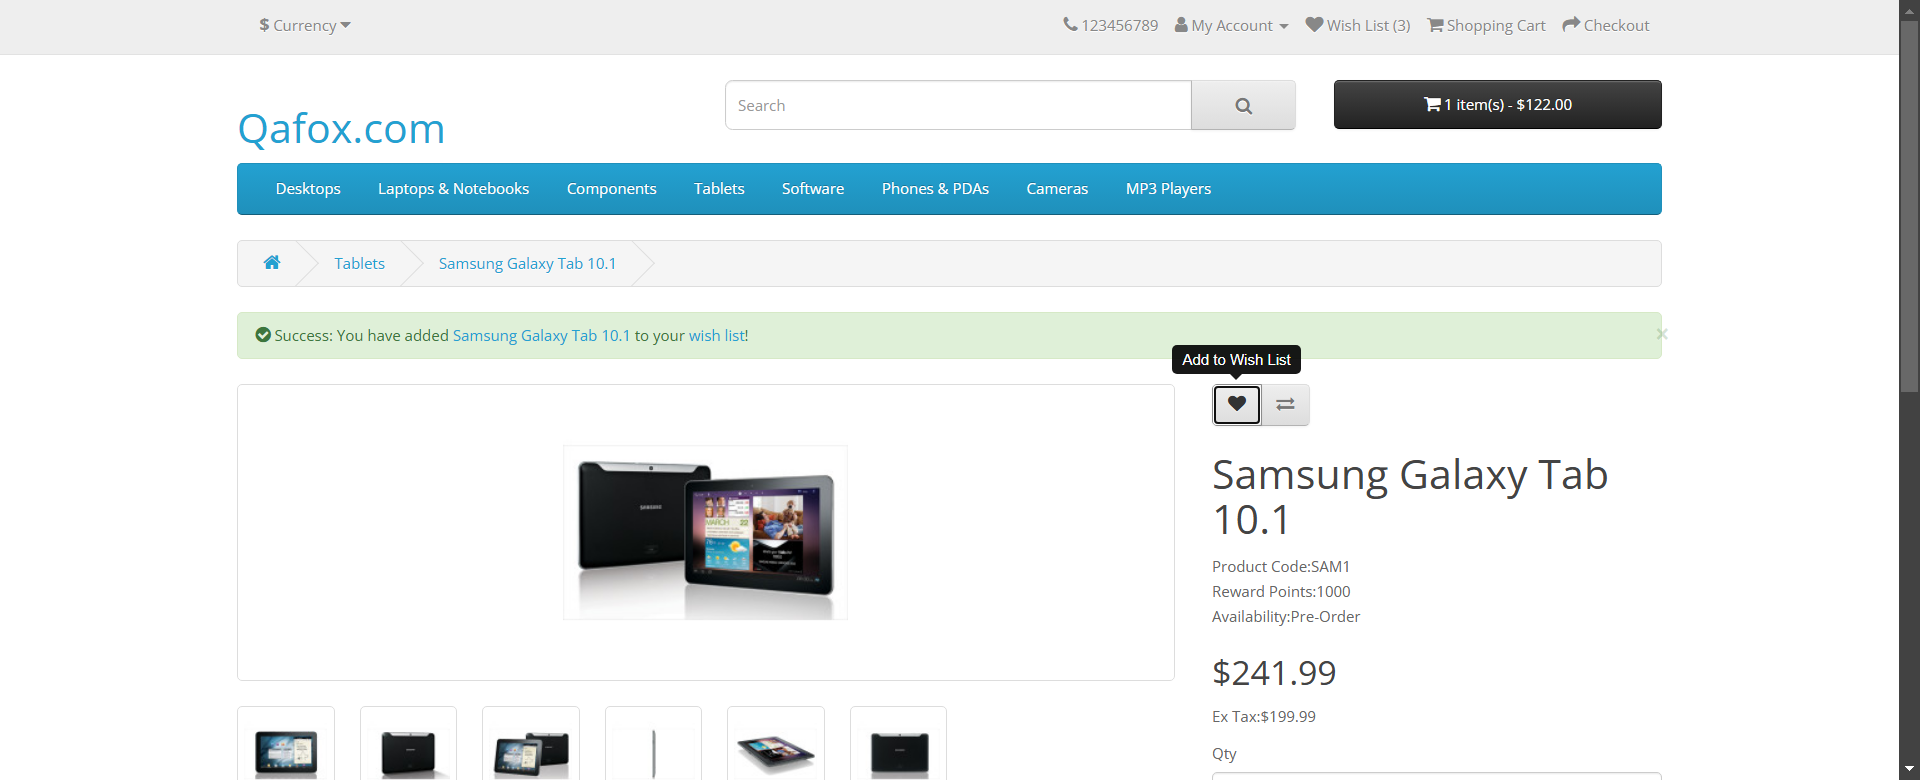 $ Currency
123456789 My Account Wish List (3) Shopping Cart Checkout
Search
1 item(s) - $122.00
Qafox.com
Desktops Laptops & Notebooks Components Tablets Software Phones & PDAs Cameras MP3 Players
Tablets Samsung Galaxy Tab 10.1
Success: You have added Samsung Galaxy Tab 10.1 to your wish list!
×
Add to Wish List
SAMSUNG
MARCH 22
Samsung Galaxy Tab
10.1
Product Code:SAM1
Reward Points:1000
Availability:Pre-Order
$241.99
Ex Tax:$199.99
Qty